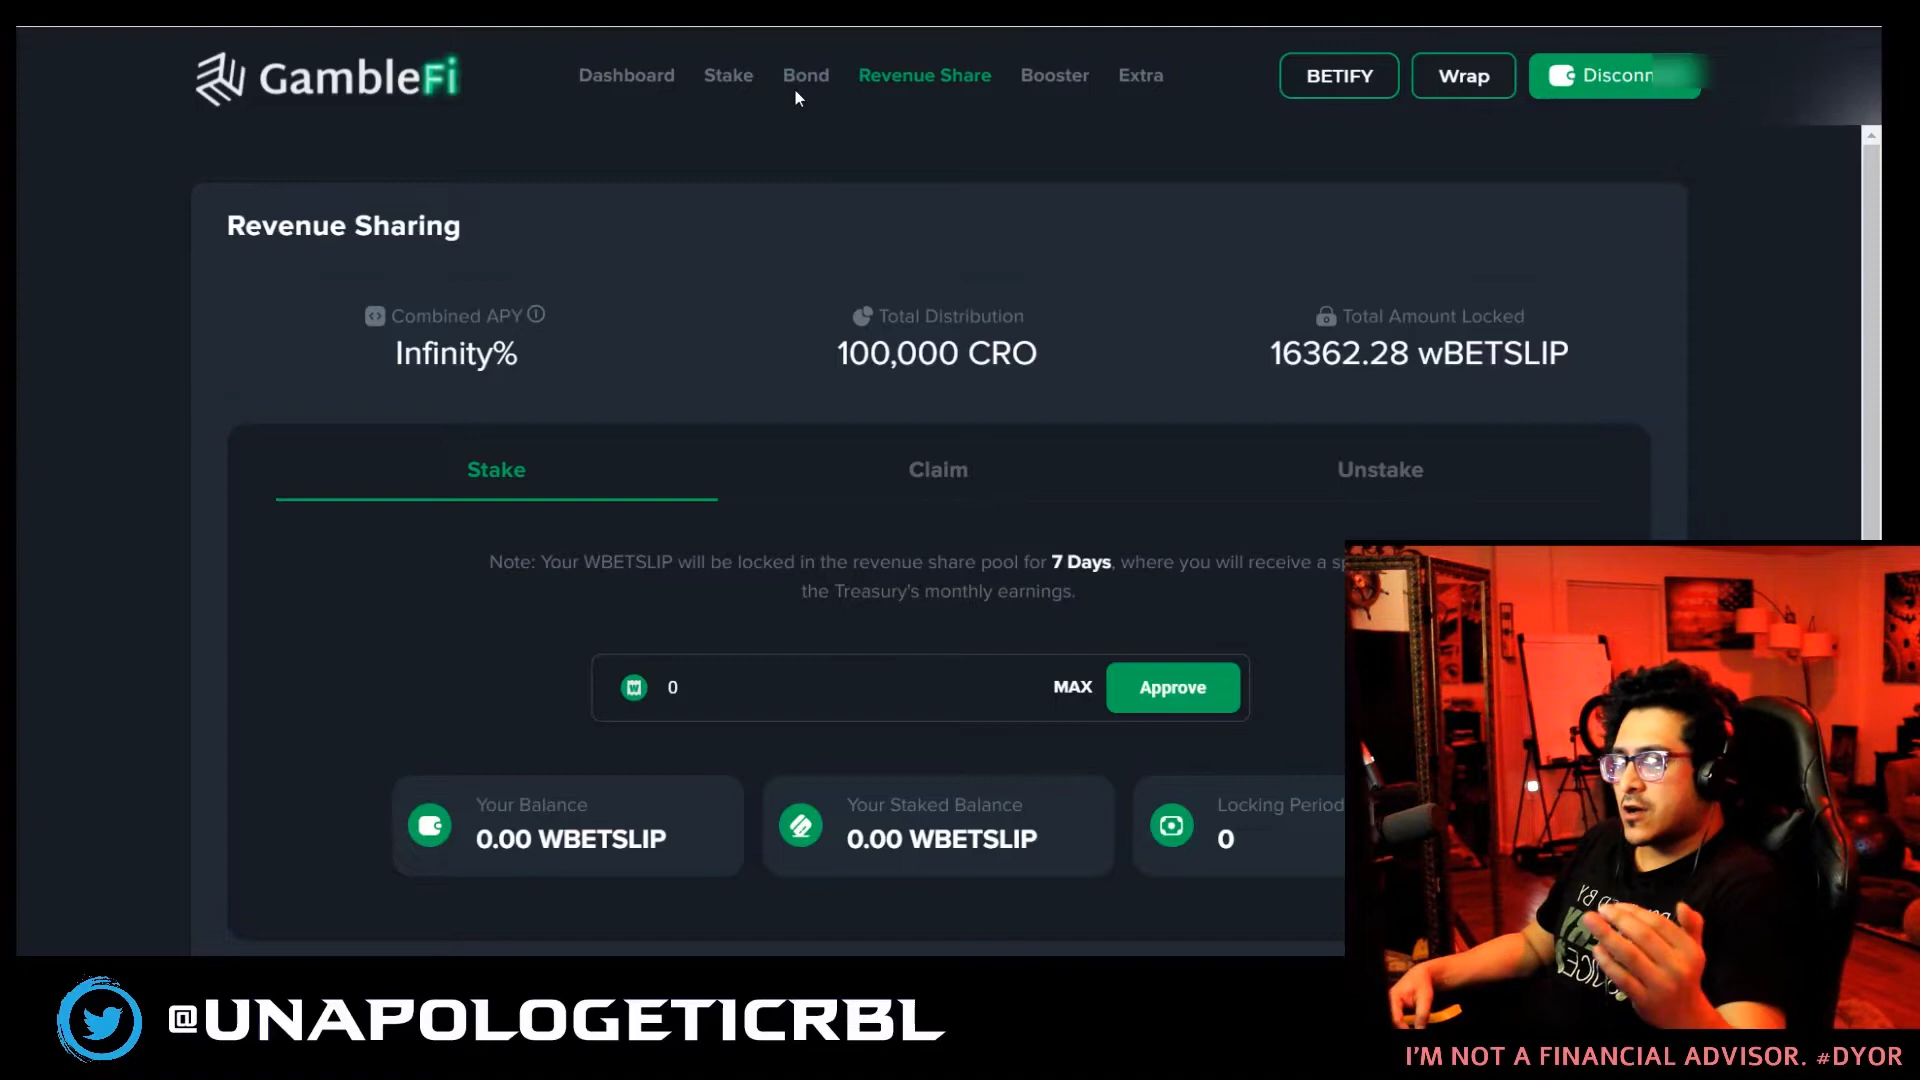 GambleFi
Dashboard Stake Bond Revenue Share Booster Extra
BETIFY Wrap Disconn
Revenue Sharing
Combined APY
Infinity%
Total Distribution
100,000 CRO
Total Amount Locked
16362.28 wBETSLIP
Stake Claim Unstake
Note: Your WBETSLIP will be locked in the revenue share pool for 7 Days, where you will receive a sp
the Treasury's monthly earnings.
0 MAX Approve
Your Balance
0.00 WBETSLIP
Your Staked Balance
0.00 WBETSLIP
Locking Period
0
@UNAPOLOGETICRBL
I'M NOT A FINANCIAL ADVISOR. #DYOR